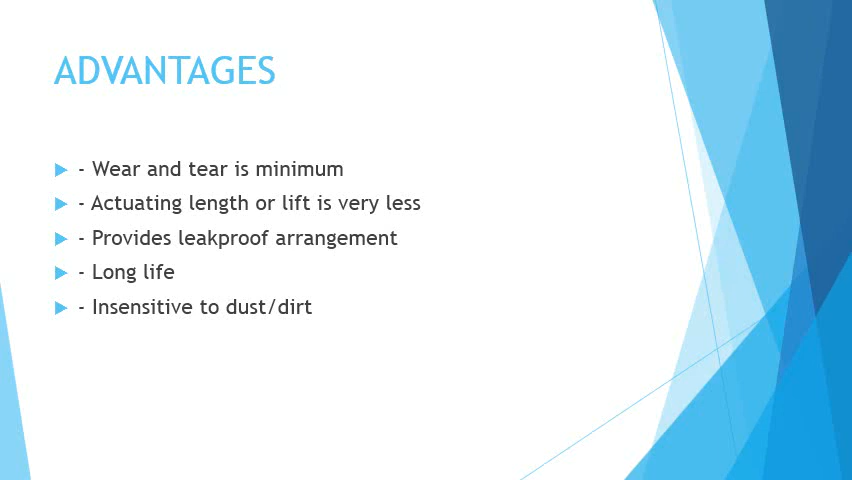 ADVANTAGES
- Wear and tear is minimum
- Actuating length or lift is very less
- Provides leakproof arrangement
- Long life
- Insensitive to dust/dirt